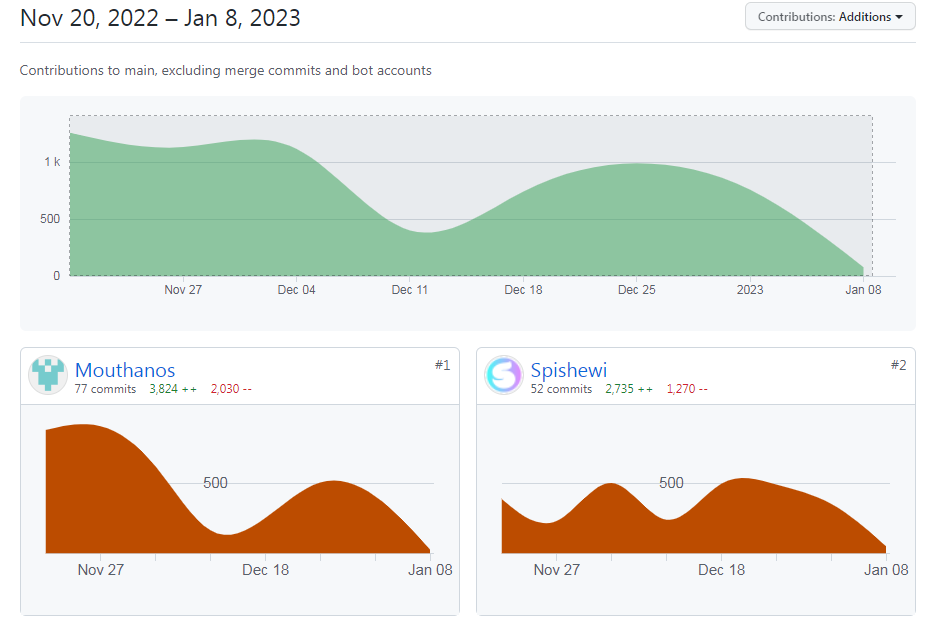 Nov 20, 2022 – Jan 8, 2023
Contributions: Additions
Contributions to main, excluding merge commits and bot accounts
1 k
500
0
Nov 27 Dec 04 Dec 11 Dec 18 Dec 25 2023 Jan 08
Mouthanos #1
77 commits 3,824 ++ 2,030 --
500
Nov 27 Dec 18 Jan 08
Spishewi #2
52 commits 2,735 ++ 1,270 --
500
Nov 27 Dec 18 Jan 08